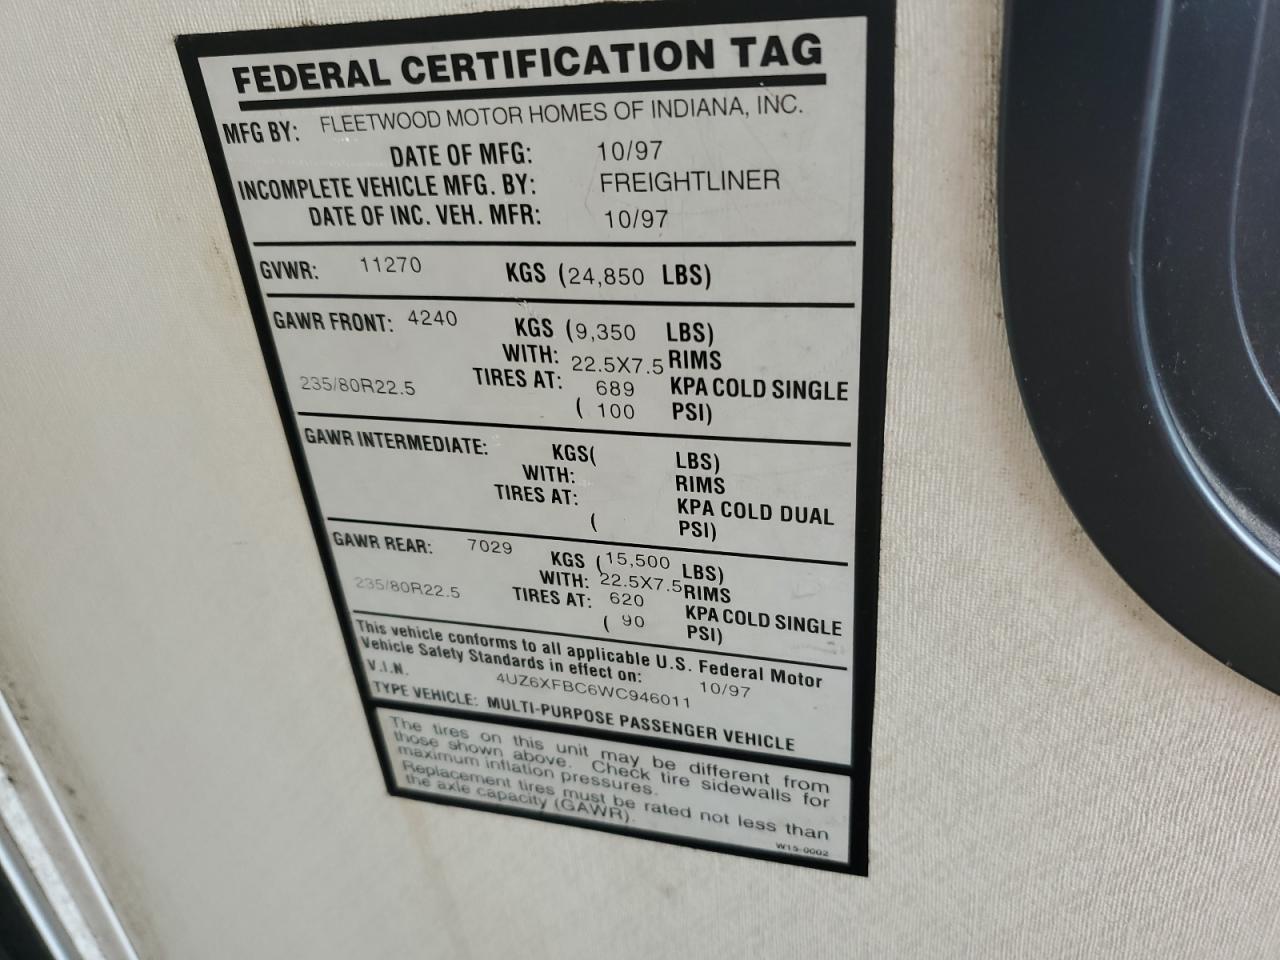 FEDERAL CERTIFICATION TAG
MFG BY: FLEETWOOD MOTOR HOMES OF INDIANA, INC.
DATE OF MFG: 10/97
INCOMPLETE VEHICLE MFG. BY: FREIGHTLINER
DATE OF INC. VEH. MFR: 10/97
GVWR: 11270 KGS (24,850 LBS)
GAWR FRONT: 4240 KGS (9,350 LBS)
WITH: 22.5X7.5 RIMS
235/80R22.5 TIRES AT: 689 KPA COLD SINGLE
( 100 PSI)
GAWR INTERMEDIATE: KGS( LBS)
WITH: RIMS
TIRES AT: KPA COLD DUAL
( PSI)
GAWR REAR: 7029 KGS (15,500 LBS)
WITH: 22.5X7.5 RIMS
235/80R22.5 TIRES AT: 620 KPA COLD SINGLE
( 90 PSI)
This vehicle conforms to all applicable U.S. Federal Motor
Vehicle Safety Standards in effect on: 10/97
V.I.N. 4UZ6XFBC6WC946011
TYPE VEHICLE: MULTI-PURPOSE PASSENGER VEHICLE
The tires on this unit may be different from
those shown above. Check tire sidewalls for
maximum inflation pressures.
Replacement tires must be rated not less than
the axle capacity (GAWR).
W15-0002